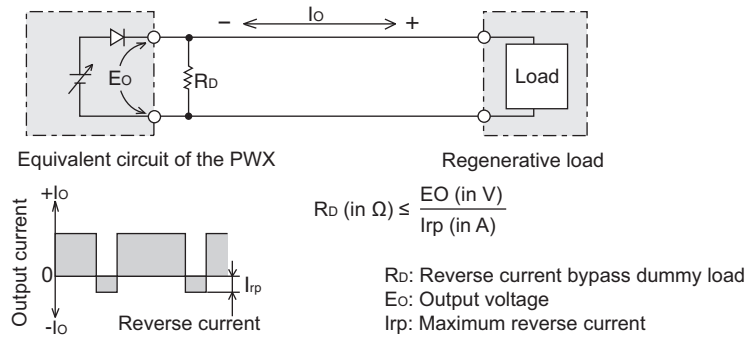 − IO +
EO
RD
Load
Equivalent circuit of the PWX
Regenerative load
+IO
Output current
0
-IO
Irp
Reverse current
RD (in Ω) ≤ EO (in V)
Irp (in A)
RD: Reverse current bypass dummy load
EO: Output voltage
Irp: Maximum reverse current